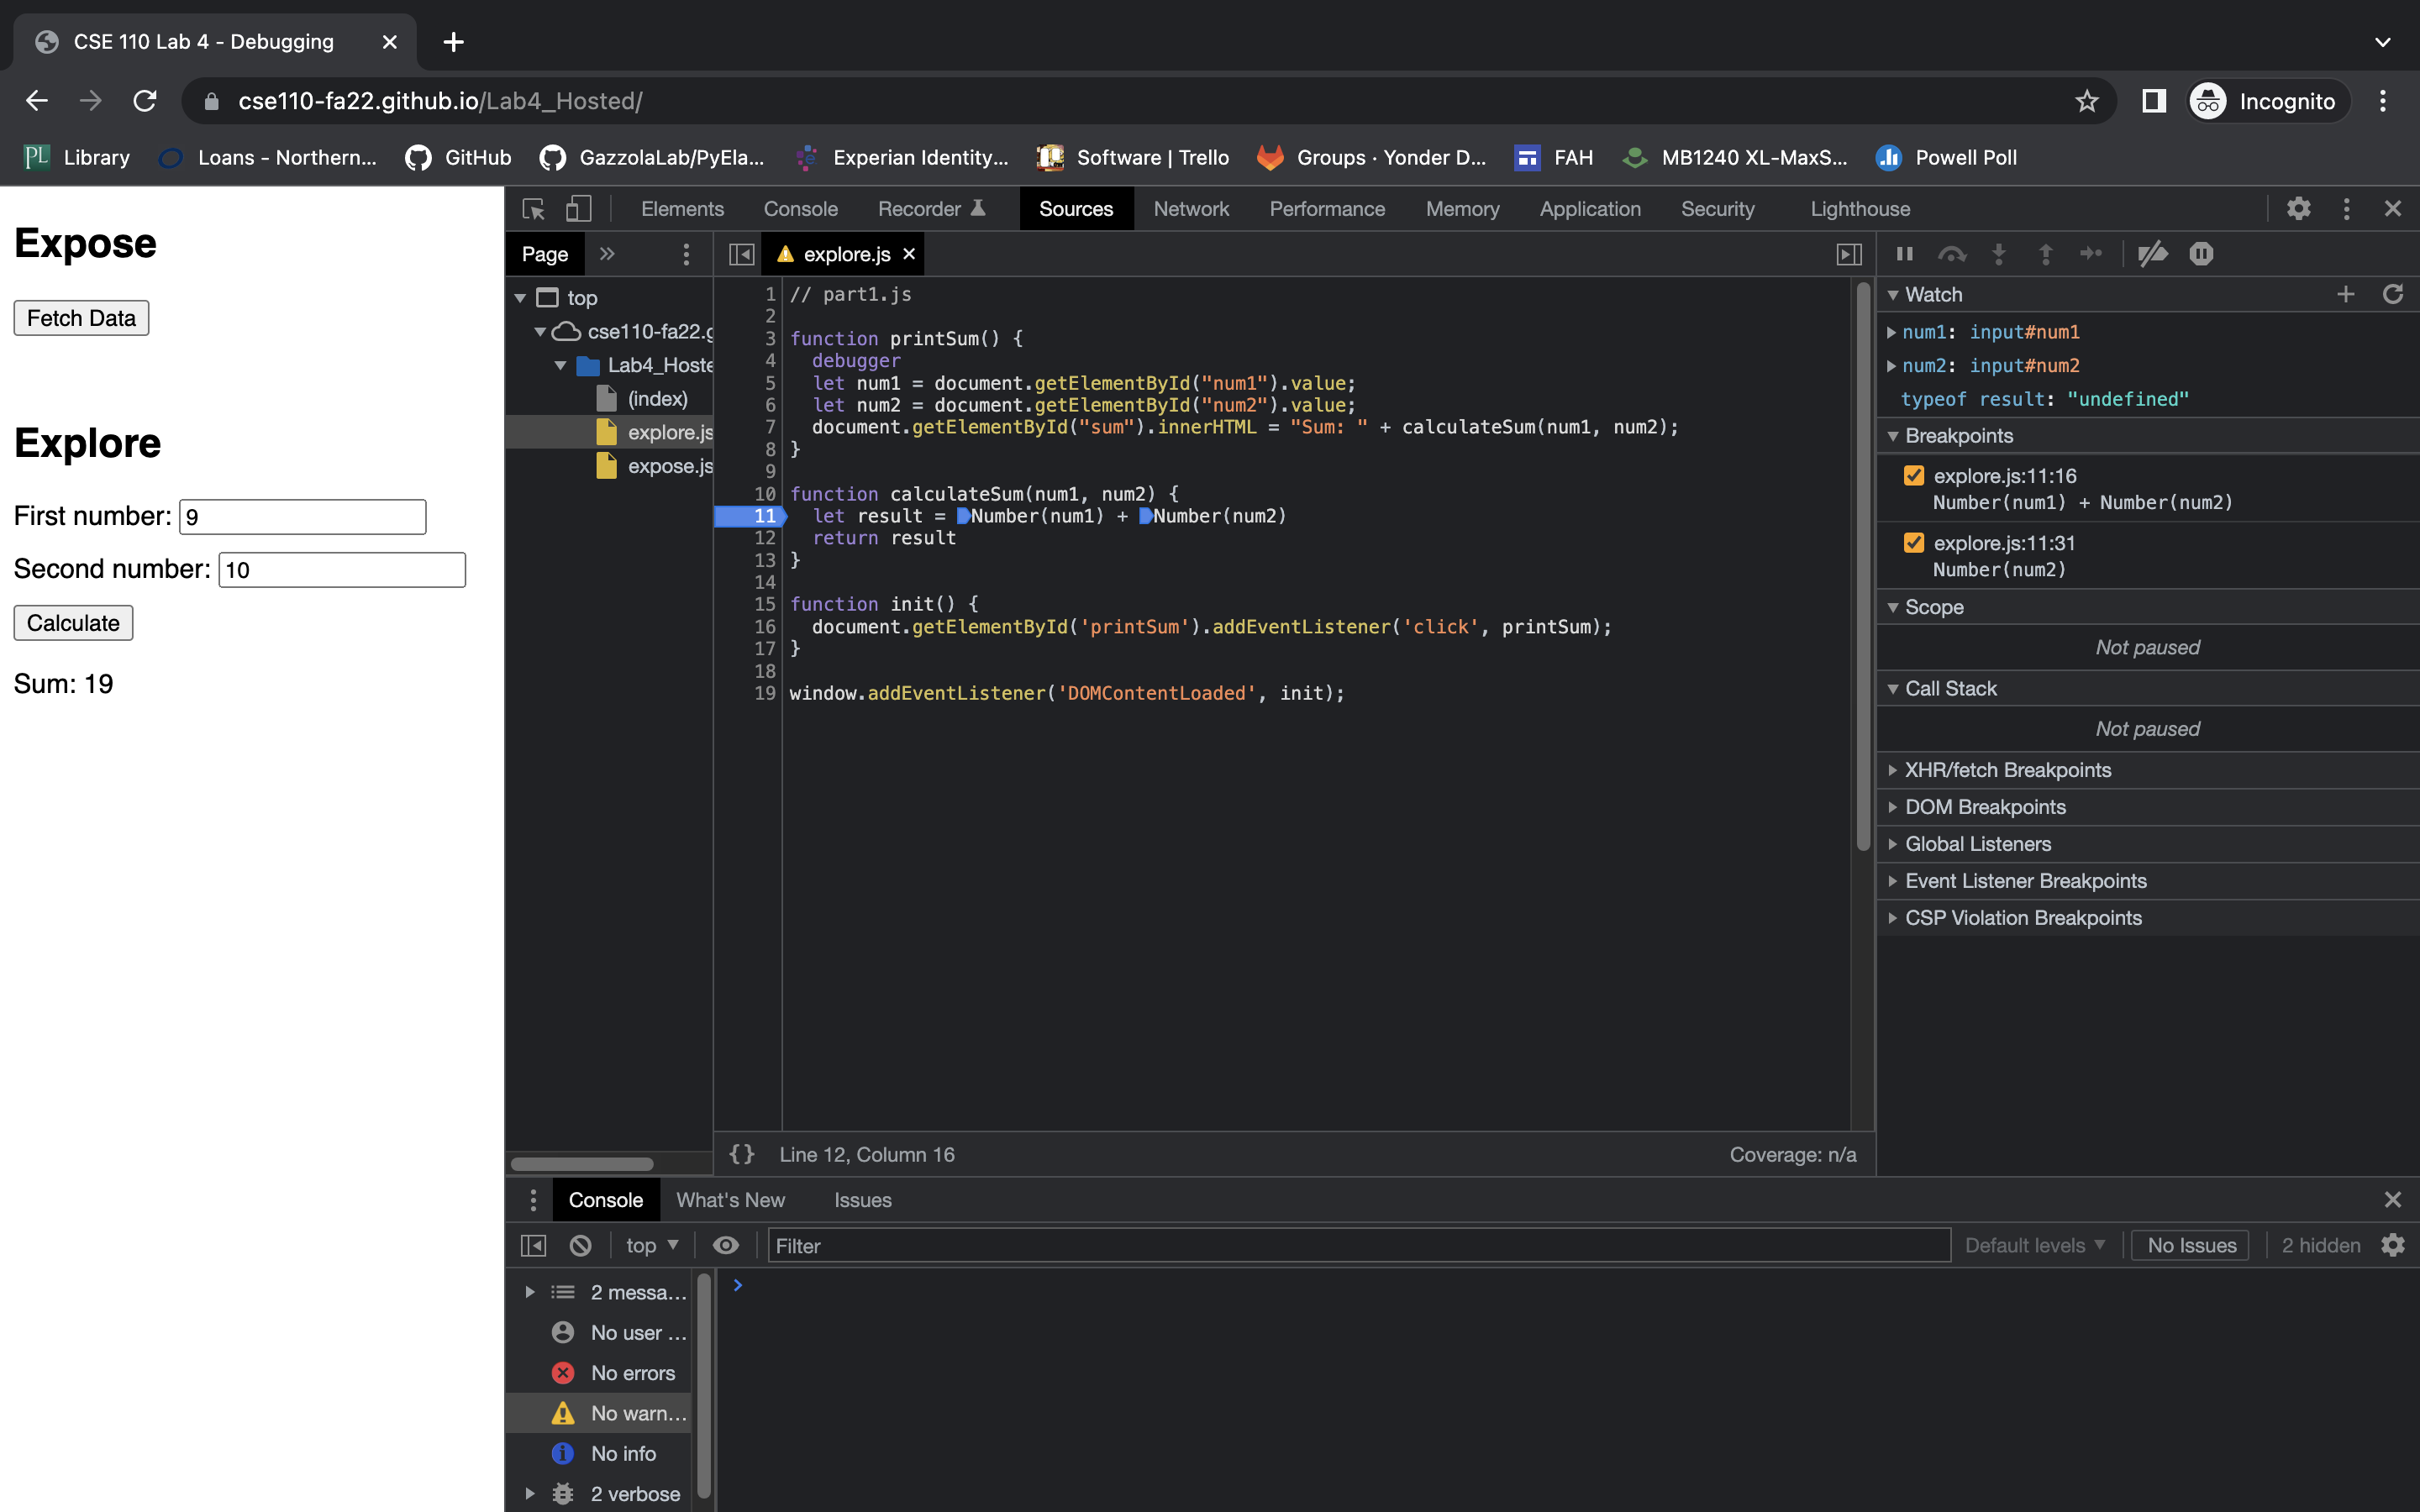 CSE 110 Lab 4 - Debugging
cse110-fa22.github.io/Lab4_Hosted/
Incognito
PL Library
Loans - Northern...
GitHub
GazzolaLab/PyEla...
Experian Identity...
Software | Trello
Groups · Yonder D...
FAH
MB1240 XL-MaxS...
Powell Poll
Expose
Fetch Data
Explore
First number: 9
Second number: 10
Calculate
Sum: 19
Elements Console Recorder Sources Network Performance Memory Application Security Lighthouse
Page
top
cse110-fa22.g
Lab4_Hoste
(index)
explore.js
expose.js
explore.js
1 // part1.js
2
3 function printSum() {
4 debugger
5 let num1 = document.getElementById("num1").value;
6 let num2 = document.getElementById("num2").value;
7 document.getElementById("sum").innerHTML = "Sum: " + calculateSum(num1, num2);
8 }
9
10 function calculateSum(num1, num2) {
11 let result = Number(num1) + Number(num2)
12 return result
13 }
14
15 function init() {
16 document.getElementById('printSum').addEventListener('click', printSum);
17 }
18
19 window.addEventListener('DOMContentLoaded', init);
{} Line 12, Column 16
Coverage: n/a
Watch
num1: input#num1
num2: input#num2
typeof result: "undefined"
Breakpoints
explore.js:11:16
Number(num1) + Number(num2)
explore.js:11:31
Number(num2)
Scope
Not paused
Call Stack
Not paused
XHR/fetch Breakpoints
DOM Breakpoints
Global Listeners
Event Listener Breakpoints
CSP Violation Breakpoints
Console What's New Issues
top
Filter
Default levels
No Issues
2 hidden
2 messa...
No user ...
No errors
No warn...
No info
2 verbose